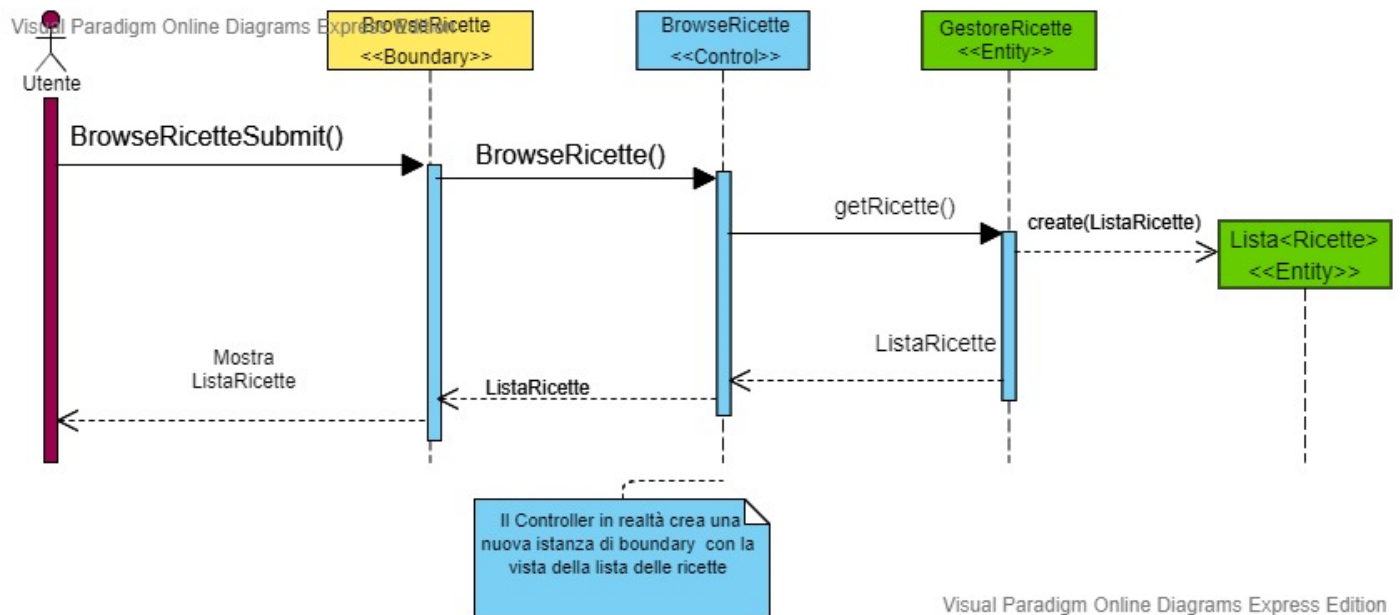 Visual Paradigm Online Diagrams Express Edition
Utente
BrowseRicette
<<Boundary>>
BrowseRicette
<<Control>>
GestoreRicette
<<Entity>>
BrowseRicetteSubmit()
BrowseRicette()
getRicette()
create(ListaRicette)
Lista<Ricette>
<<Entity>>
ListaRicette
ListaRicette
Mostra
ListaRicette
Il Controller in realtà crea una
nuova istanza di boundary con la
vista della lista delle ricette
Visual Paradigm Online Diagrams Express Edition